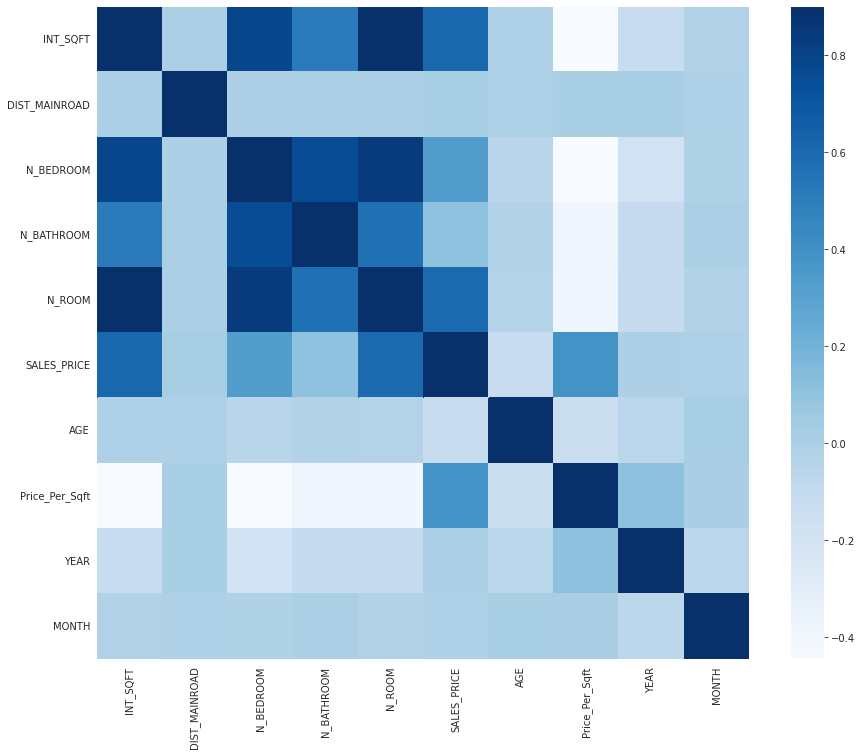 INT_SQFT
DIST_MAINROAD
N_BEDROOM
N_BATHROOM
N_ROOM
SALES_PRICE
AGE
Price_Per_Sqft
YEAR
MONTH
INT_SQFT
DIST_MAINROAD
N_BEDROOM
N_BATHROOM
N_ROOM
SALES_PRICE
AGE
Price_Per_Sqft
YEAR
MONTH
0.8
0.6
0.4
0.2
0.0
−0.2
−0.4